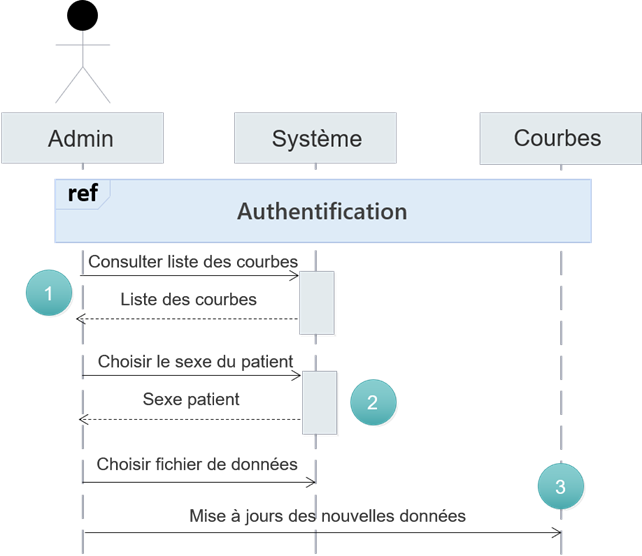 Admin
Système
Courbes
ref
Authentification
Consulter liste des courbes
1
Liste des courbes
Choisir le sexe du patient
Sexe patient
2
Choisir fichier de données
3
Mise à jours des nouvelles données